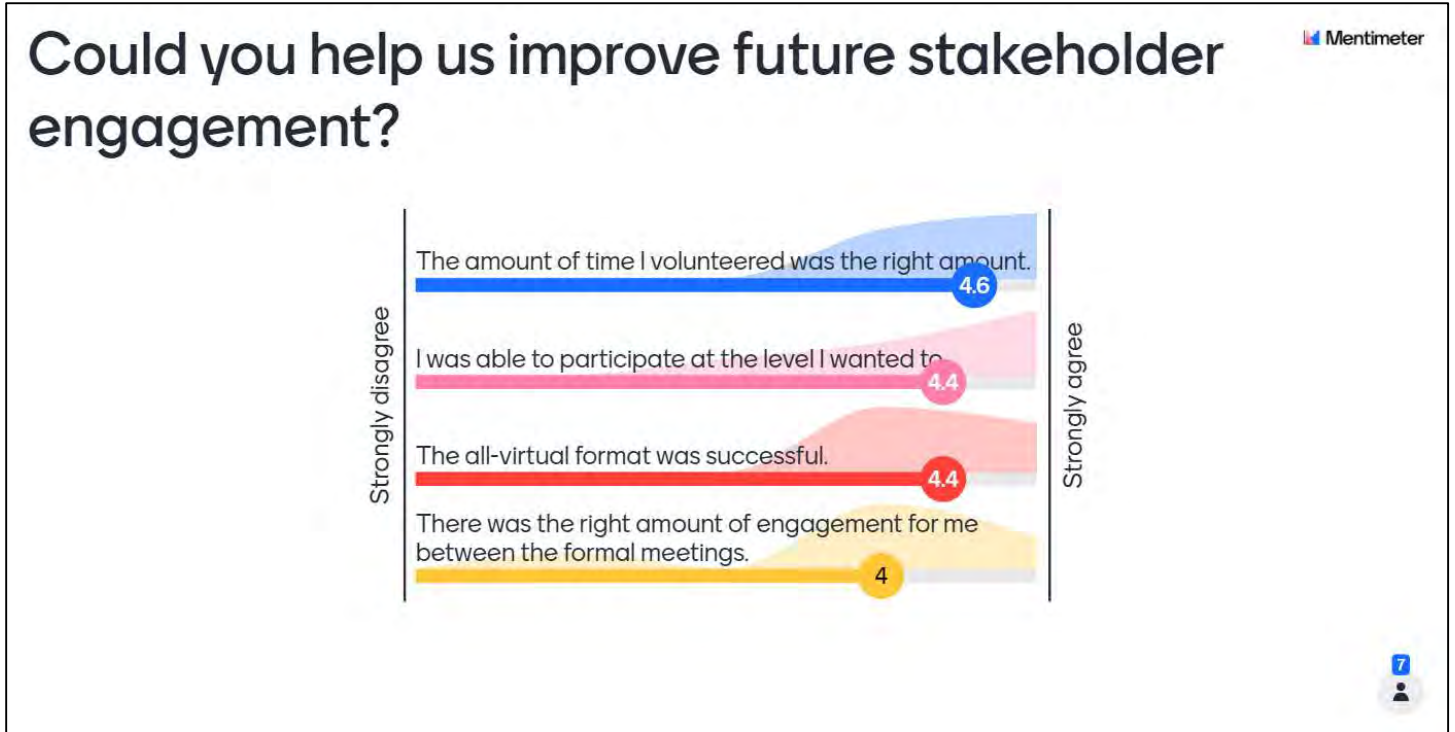 Could you help us improve future stakeholder
engagement?
Mentimeter
Strongly disagree
The amount of time I volunteered was the right amount.
4.6
I was able to participate at the level I wanted to.
4.4
The all-virtual format was successful.
4.4
There was the right amount of engagement for me
between the formal meetings.
4
Strongly agree
7